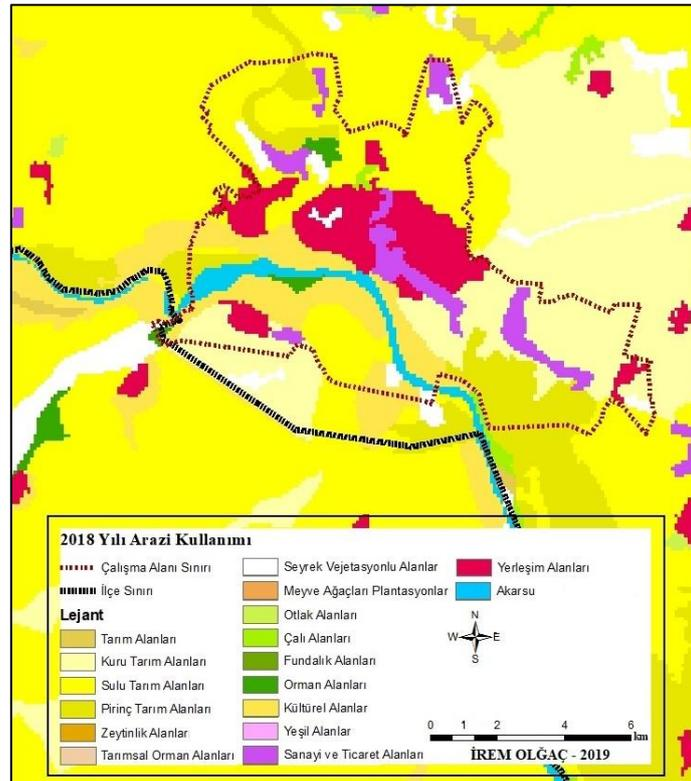 2018 Yılı Arazi Kullanımı
Çalışma Alanı Sınırı
İlçe Sınırı
Lejant
Tarım Alanları
Kuru Tarım Alanları
Sulu Tarım Alanları
Pirinç Tarım Alanları
Zeytinlik Alanlar
Tarımsal Orman Alanları
Seyrek Vejetasyonlu Alanlar
Meyve Ağaçları Plantasyonlar
Otlak Alanları
Çalı Alanları
Fundalık Alanları
Orman Alanları
Kültürel Alanlar
Yeşil Alanlar
Sanayi ve Ticaret Alanları
Yerleşim Alanları
Akarsu
N
W E
S
0 1 2 4 6
km
İREM OLĞAÇ - 2019